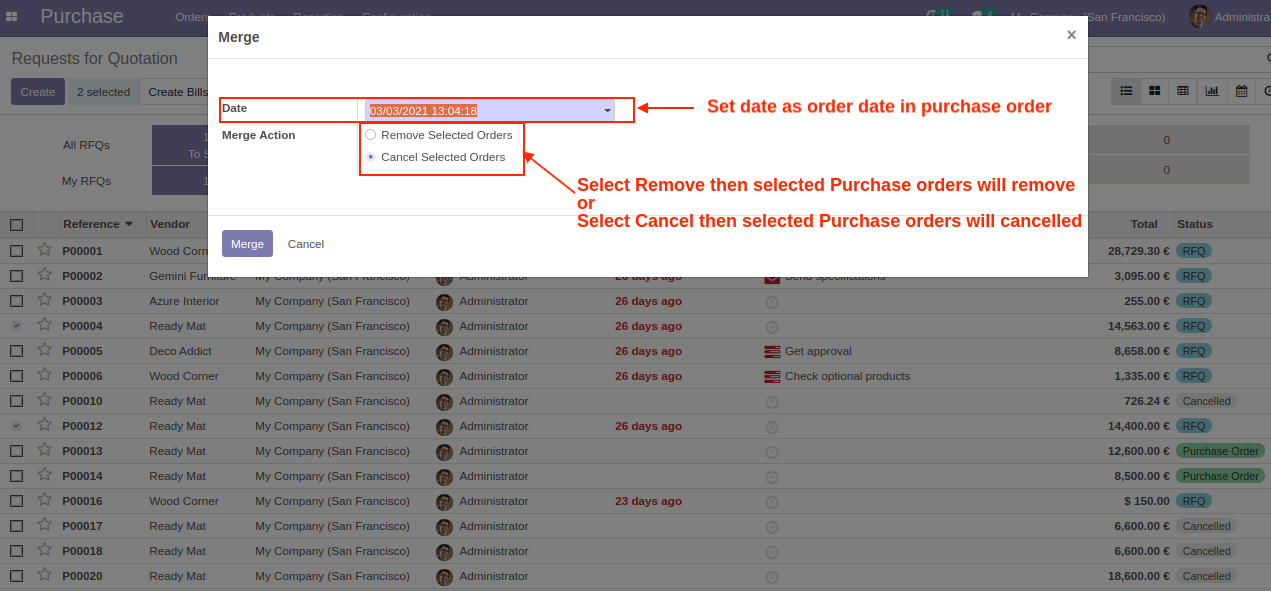 Purchase
11
4
My Company (San Francisco)
Merge
×
Requests for Quotation
Create
2 selected
Create Bills
Date
03/03/2021 13:04:18
Set date as order date in purchase order
Merge Action
Remove Selected Orders
Cancel Selected Orders
All RFQs
0
My RFQs
0
Select Remove then selected Purchase orders will remove
or
Select Cancel then selected Purchase orders will cancelled
Merge
Cancel
Reference Vendor Total Status
P00001 28,729.30 € RFQ
P00002 Gemini Furniture My Company (San Francisco) Administrator 26 days ago Send specifications 3,095.00 € RFQ
P00003 Azure Interior My Company (San Francisco) Administrator 26 days ago 255.00 € RFQ
P00004 Ready Mat My Company (San Francisco) Administrator 26 days ago 14,563.00 € RFQ
P00005 Deco Addict My Company (San Francisco) Administrator 26 days ago Get approval 8,658.00 € RFQ
P00006 Wood Corner My Company (San Francisco) Administrator 26 days ago Check optional products 1,335.00 € RFQ
P00010 Ready Mat My Company (San Francisco) Administrator 726.24 € Cancelled
P00012 Ready Mat My Company (San Francisco) Administrator 26 days ago 14,400.00 € RFQ
P00013 Ready Mat My Company (San Francisco) Administrator 12,600.00 € Purchase Order
P00014 Ready Mat My Company (San Francisco) Administrator 8,500.00 € Purchase Order
P00016 Wood Corner My Company (San Francisco) Administrator 23 days ago $ 150.00 RFQ
P00017 Ready Mat My Company (San Francisco) Administrator 6,600.00 € Cancelled
P00018 Ready Mat My Company (San Francisco) Administrator 6,600.00 € Cancelled
P00020 Ready Mat My Company (San Francisco) Administrator 18,600.00 € Cancelled